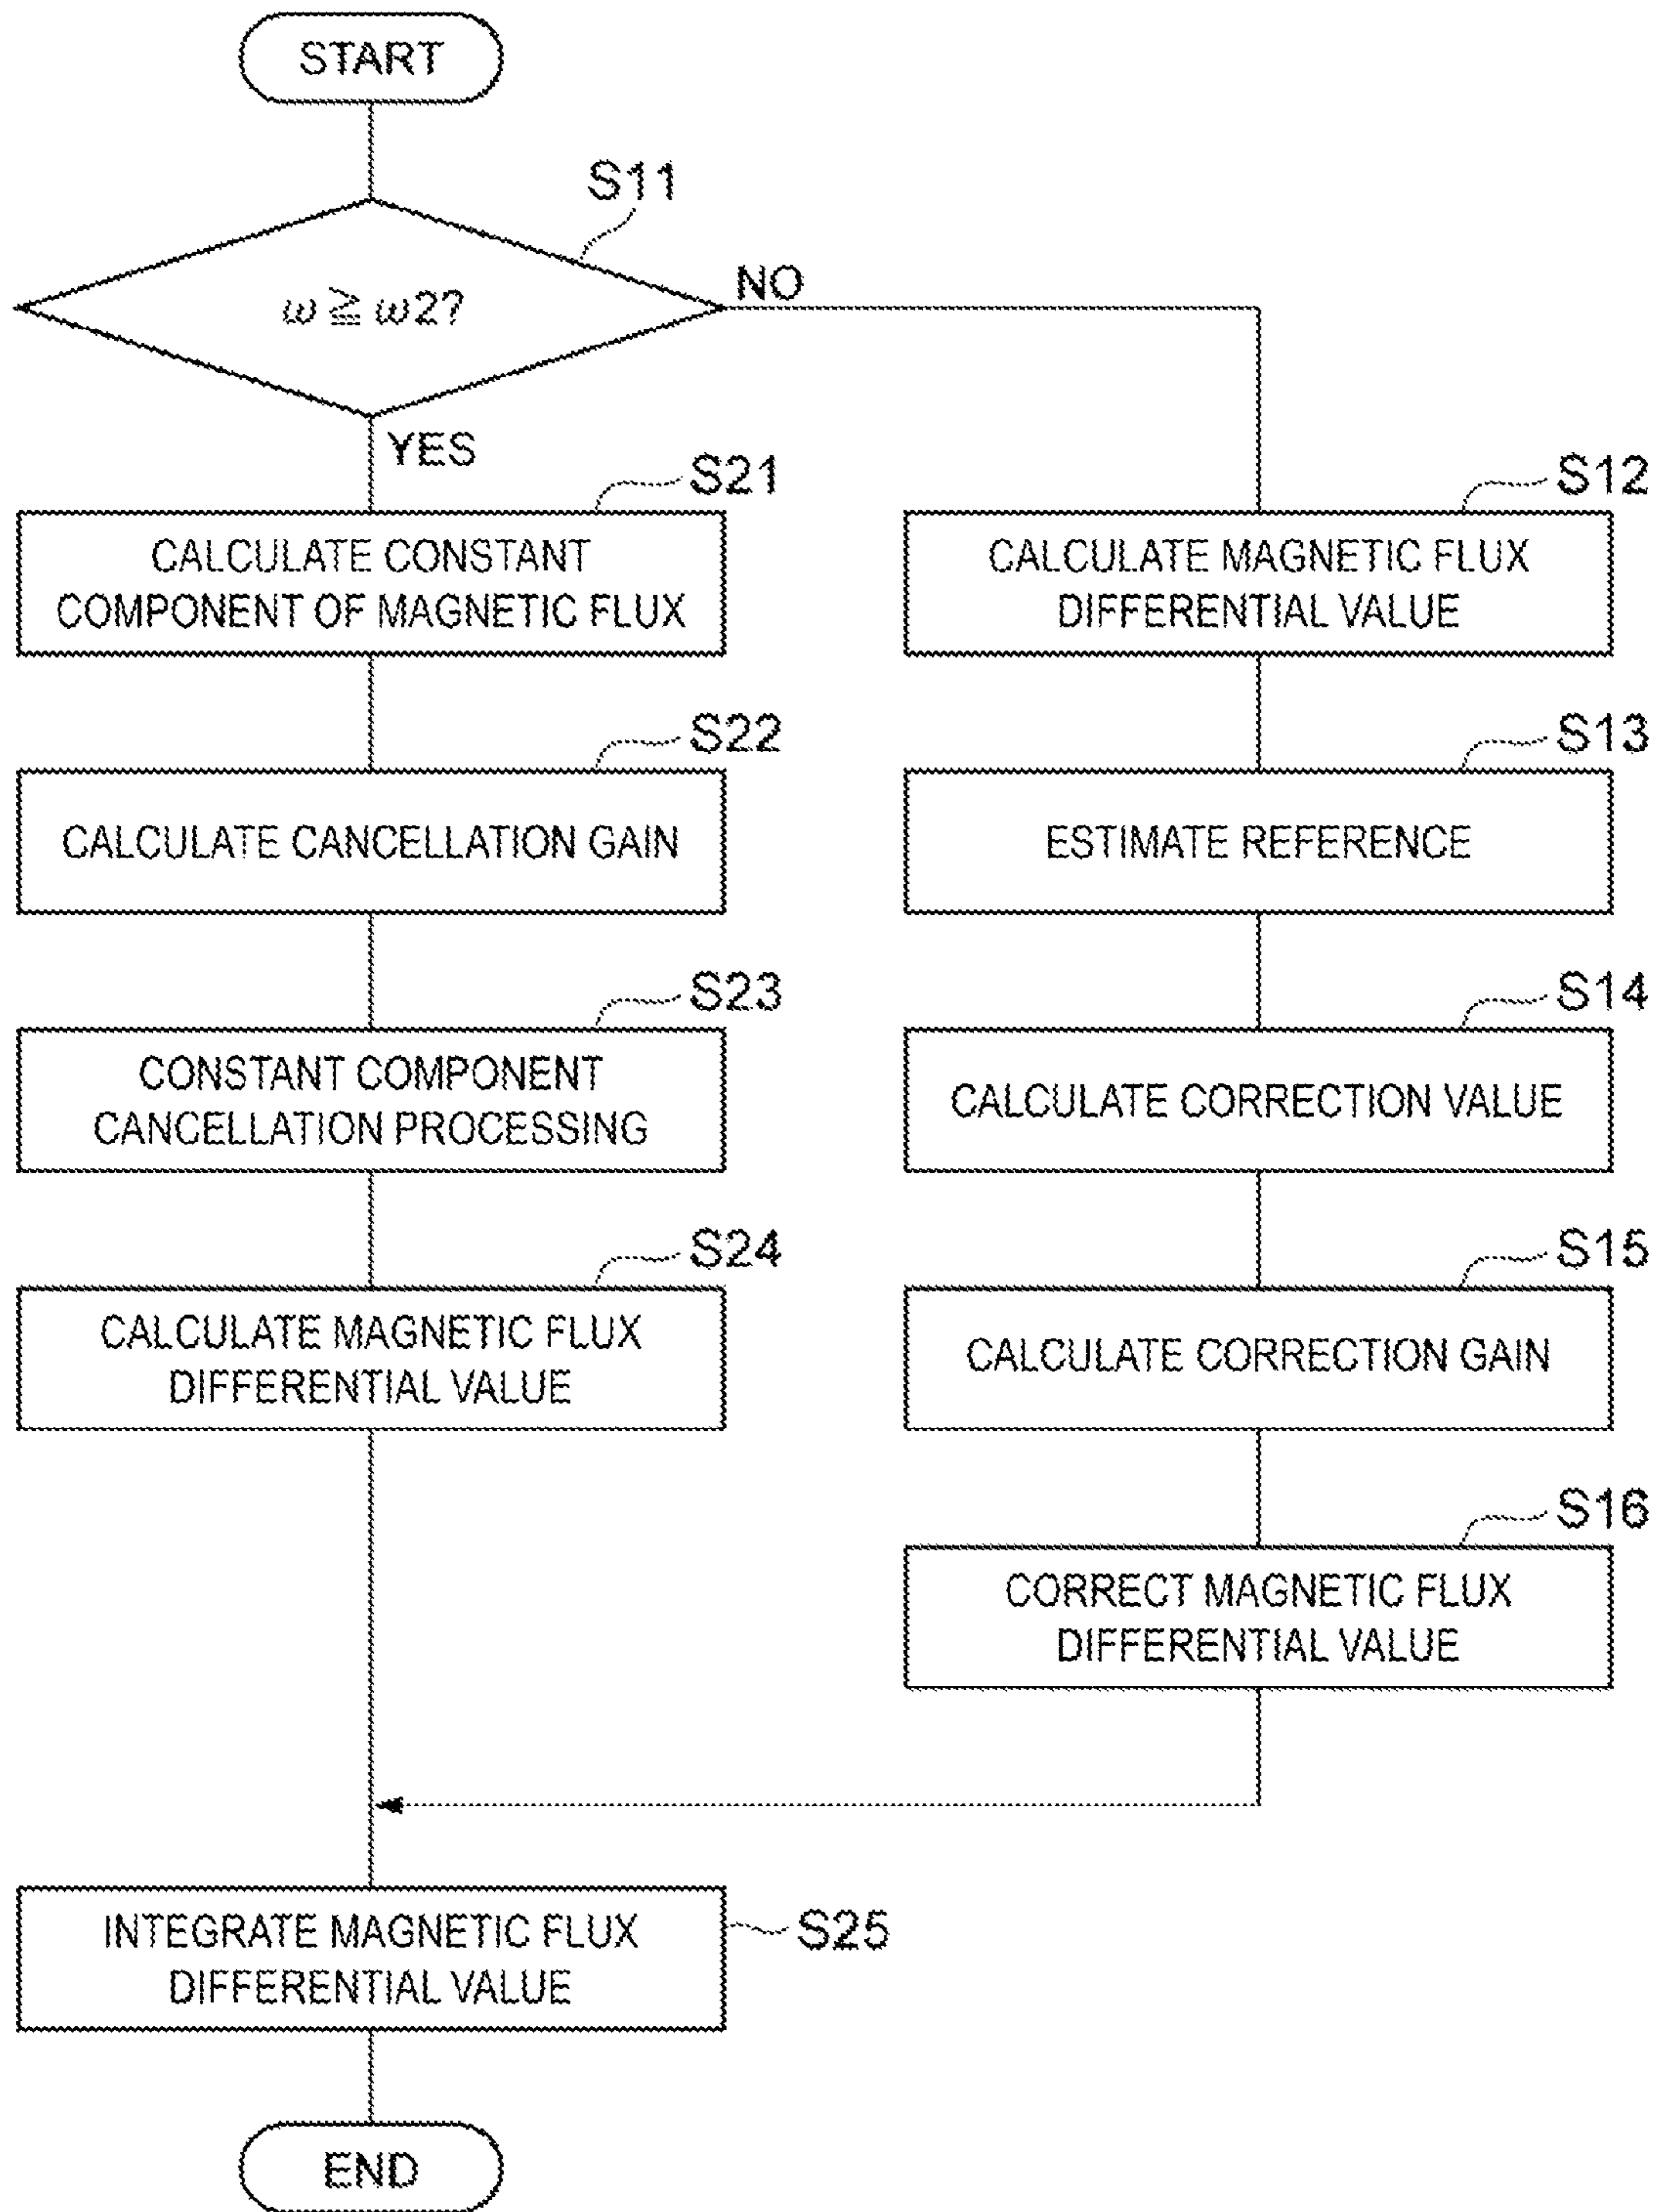 START
S11
ω ≧ ω2?
NO
YES
S21
CALCULATE CONSTANT
COMPONENT OF MAGNETIC FLUX
S22
CALCULATE CANCELLATION GAIN
S23
CONSTANT COMPONENT
CANCELLATION PROCESSING
S24
CALCULATE MAGNETIC FLUX
DIFFERENTIAL VALUE
S12
CALCULATE MAGNETIC FLUX
DIFFERENTIAL VALUE
S13
ESTIMATE REFERENCE
S14
CALCULATE CORRECTION VALUE
S15
CALCULATE CORRECTION GAIN
S16
CORRECT MAGNETIC FLUX
DIFFERENTIAL VALUE
INTEGRATE MAGNETIC FLUX
DIFFERENTIAL VALUE
S25
END